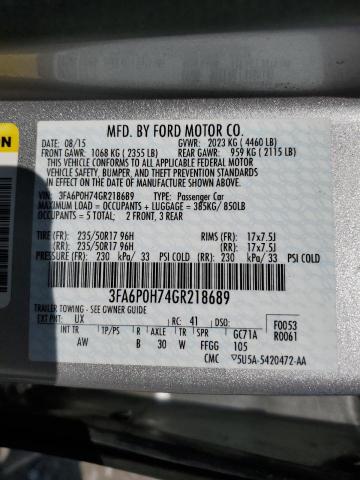 ON
MFD. BY FORD MOTOR CO.
DATE: 08/15 GVWR: 2023 KG ( 4460 LB)
FRONT GAWR: 1068 KG ( 2355 LB) REAR GAWR: 959 KG ( 2115 LB)
THIS VEHICLE CONFORMS TO ALL APPLICABLE FEDERAL MOTOR
VEHICLE SAFETY, BUMPER, AND THEFT PREVENTION STANDARDS IN
EFFECT ON THE DATE OF MANUFACTURE SHOWN ABOVE.
VIN: 3FA6P0H74GR218689 TYPE: Passenger Car
MAXIMUM LOAD = OCCUPANTS + LUGGAGE = 385KG/ 850LB
OCCUPANTS = 5 TOTAL; 2 FRONT, 3 REAR
TIRE (F): 235/50R17 96H RIMS (F): 17x7.5J
(R): 235/50R17 96H (R): 17x7.5J
PRESSURE (F): 230 kPa/ 33 PSI COLD (R): 230 kPa/ 33 PSI COLD
3FA6P0H74GR218689
TRAILER TOWING - SEE OWNER GUIDE
EXT PNT: UX RC: 41 DSO: F0053
R0061
INT TR TP/PS R AXLE TR SPR GC71A
AW B 30 W FFGG 105
CMC 5U5A-5420472-AA